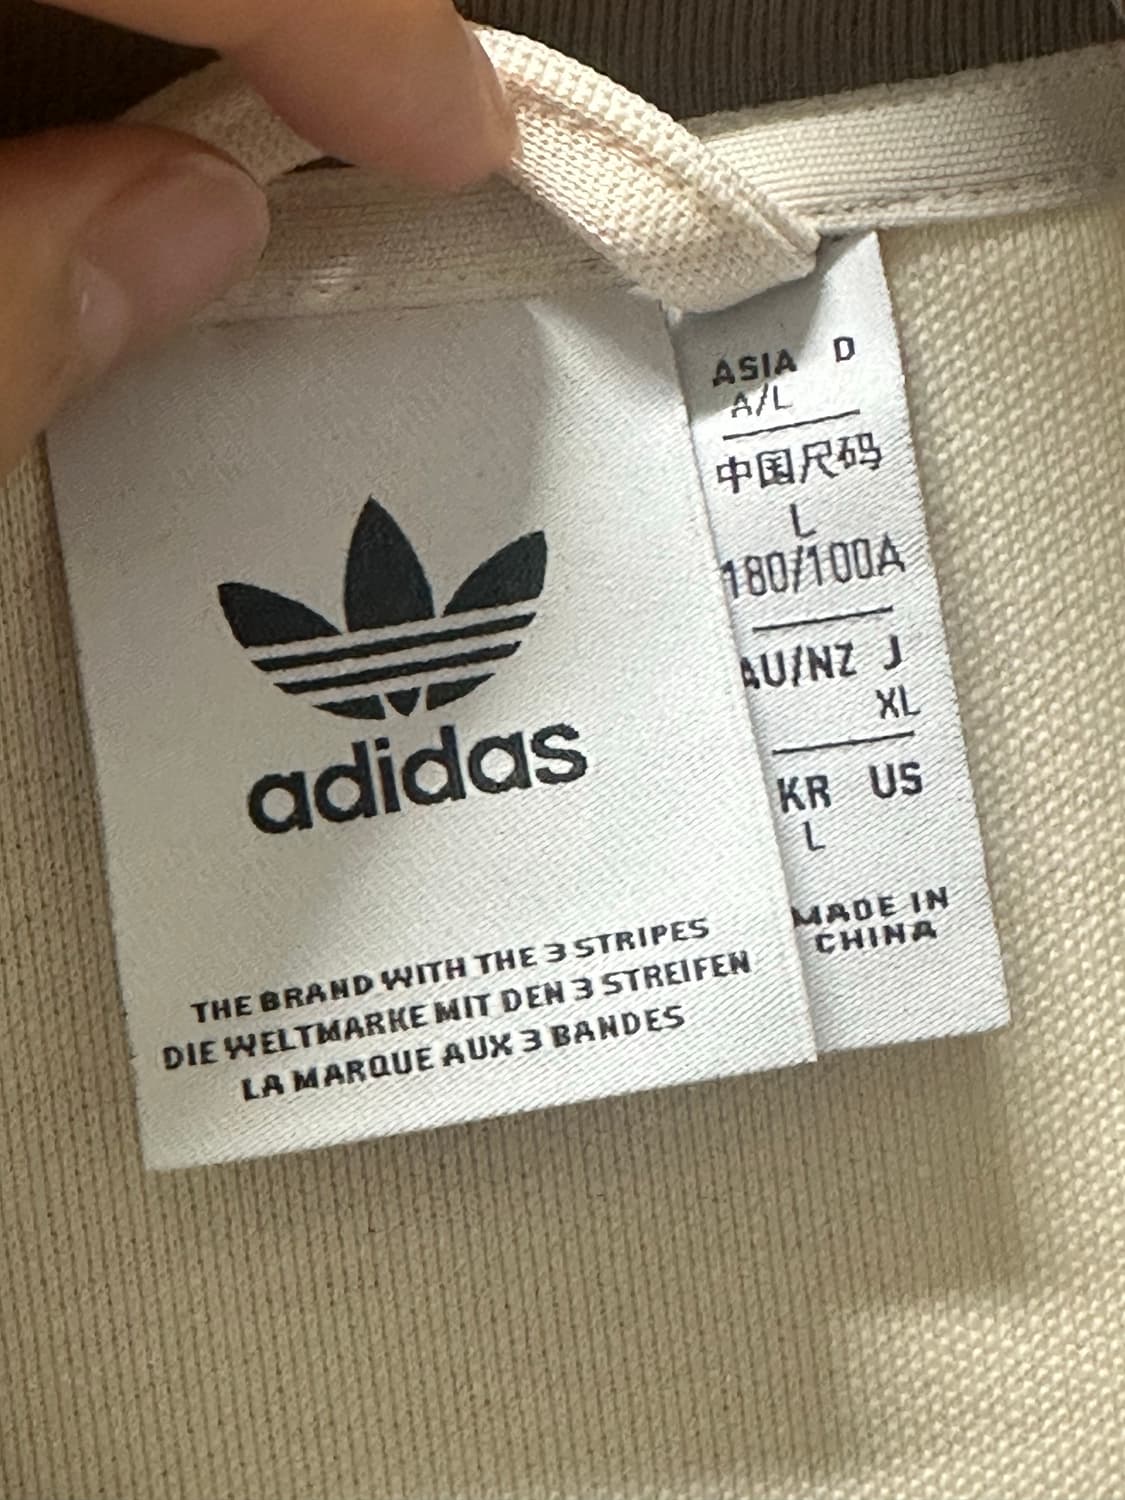 adidas
THE BRAND WITH THE 3 STRIPES
DIE WELTMARKE MIT DEN 3 STREIFEN
LA MARQUE AUX 3 BANDES
ASIA D
A/L
中国尺码
L
180/100A
AU/NZ J
XL
KR US
L
MADE IN
CHINA